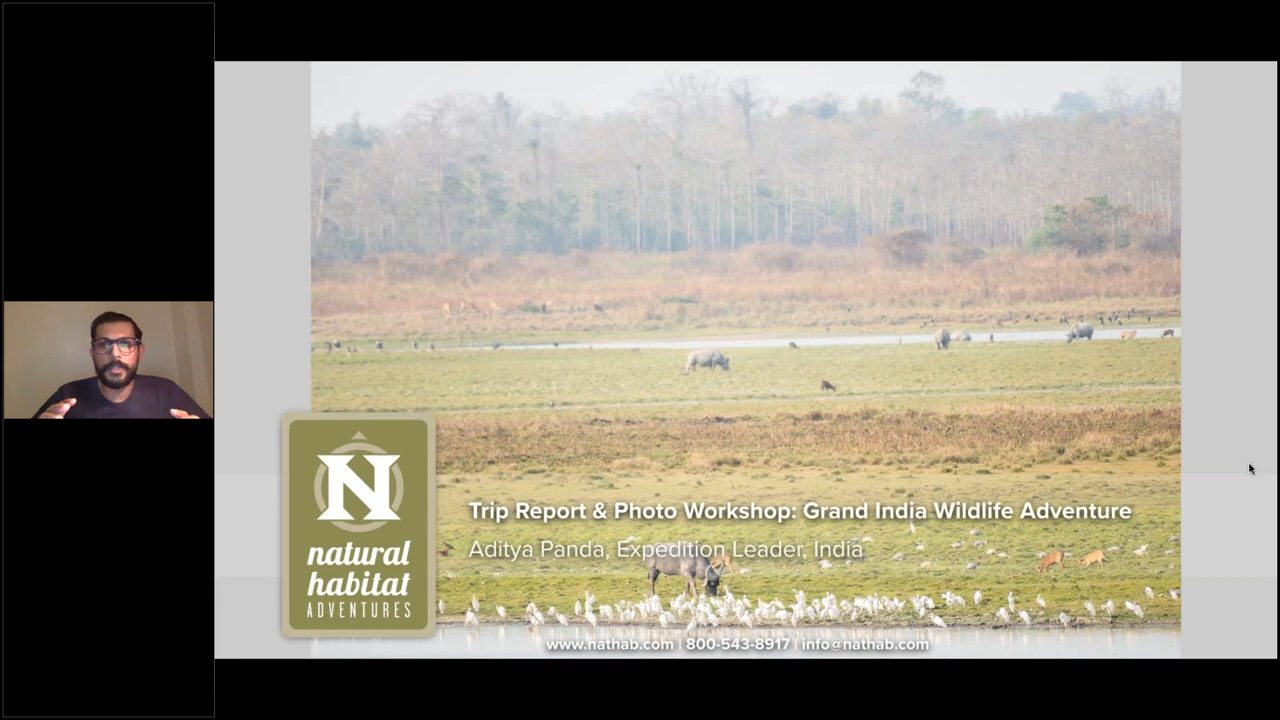 Trip Report & Photo Workshop: Grand India Wildlife Adventure
Aditya Panda, Expedition Leader, India
N
natural
habitat
ADVENTURES
www.nathab.com | 800-543-8917 | info@nathab.com